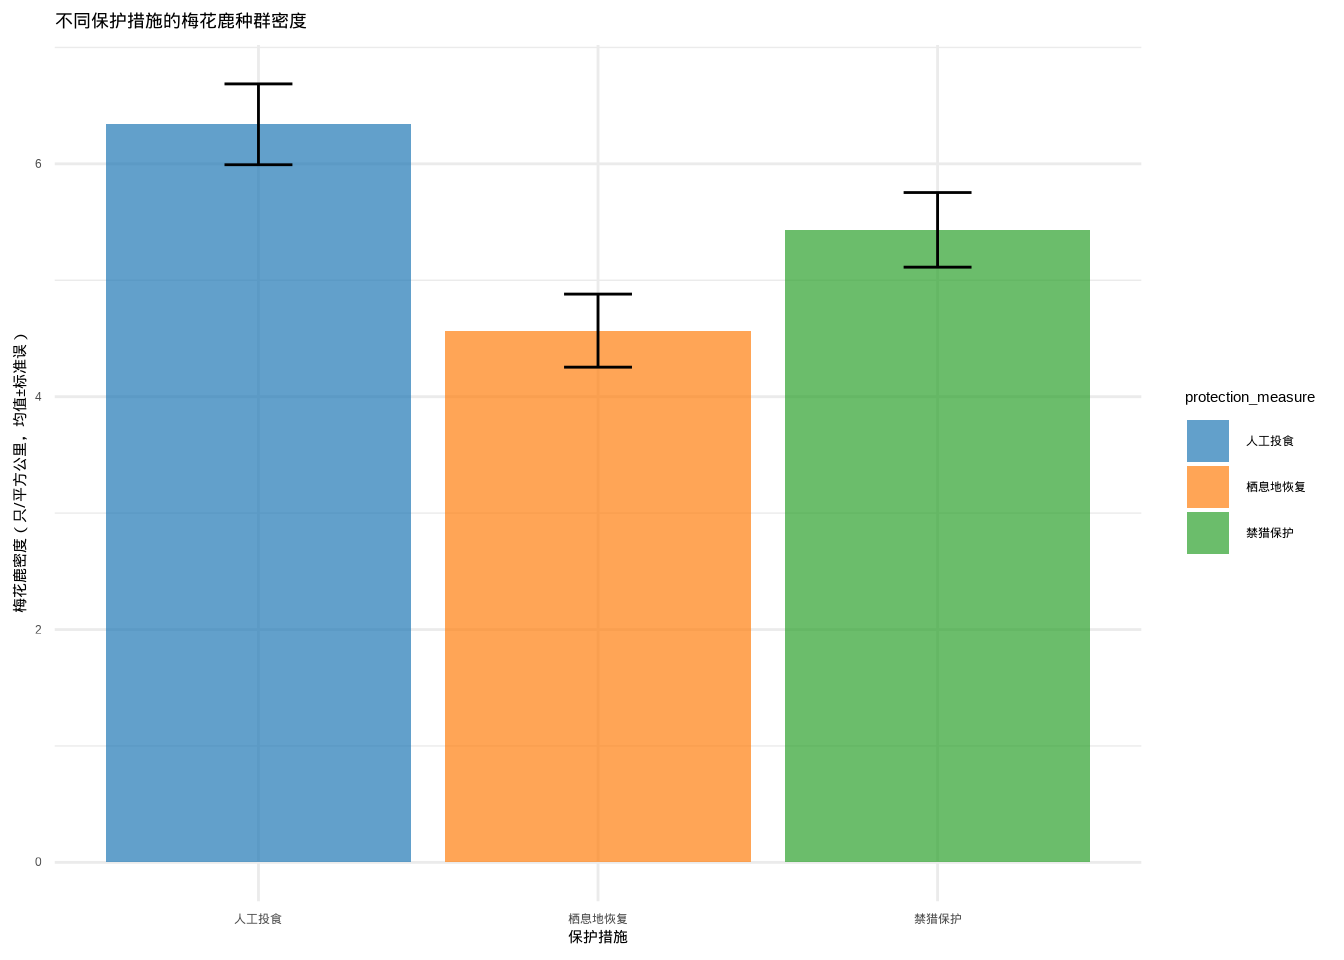 不同保护措施的梅花鹿种群密度
梅花鹿密度（只/平方公里，均值±标准误）
6
4
2
0
人工投食
栖息地恢复
禁猎保护
保护措施
protection_measure
人工投食
栖息地恢复
禁猎保护